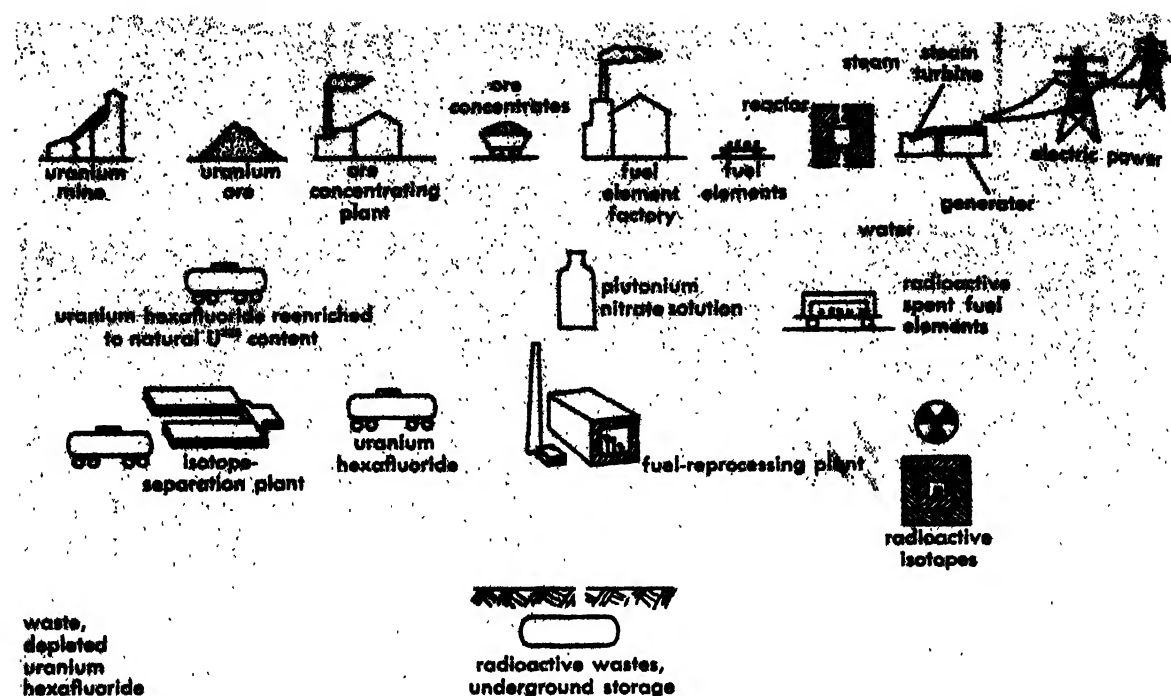 steam
steam
turbine
ore
concentrates
reactor
uranium
mine
uranium
ore
ore
concentrating
plant
fuel
element
factory
fuel
elements
electric power
generator
water
uranium hexafluoride reenriched
to natural content
plutonium
nitrate solution
radioactive
spent fuel
elements
isotope-
separation plant
uranium
hexafluoride
fuel-reprocessing plant
radioactive
isotopes
waste,
depleted
uranium
hexafluoride
radioactive wastes,
underground storage